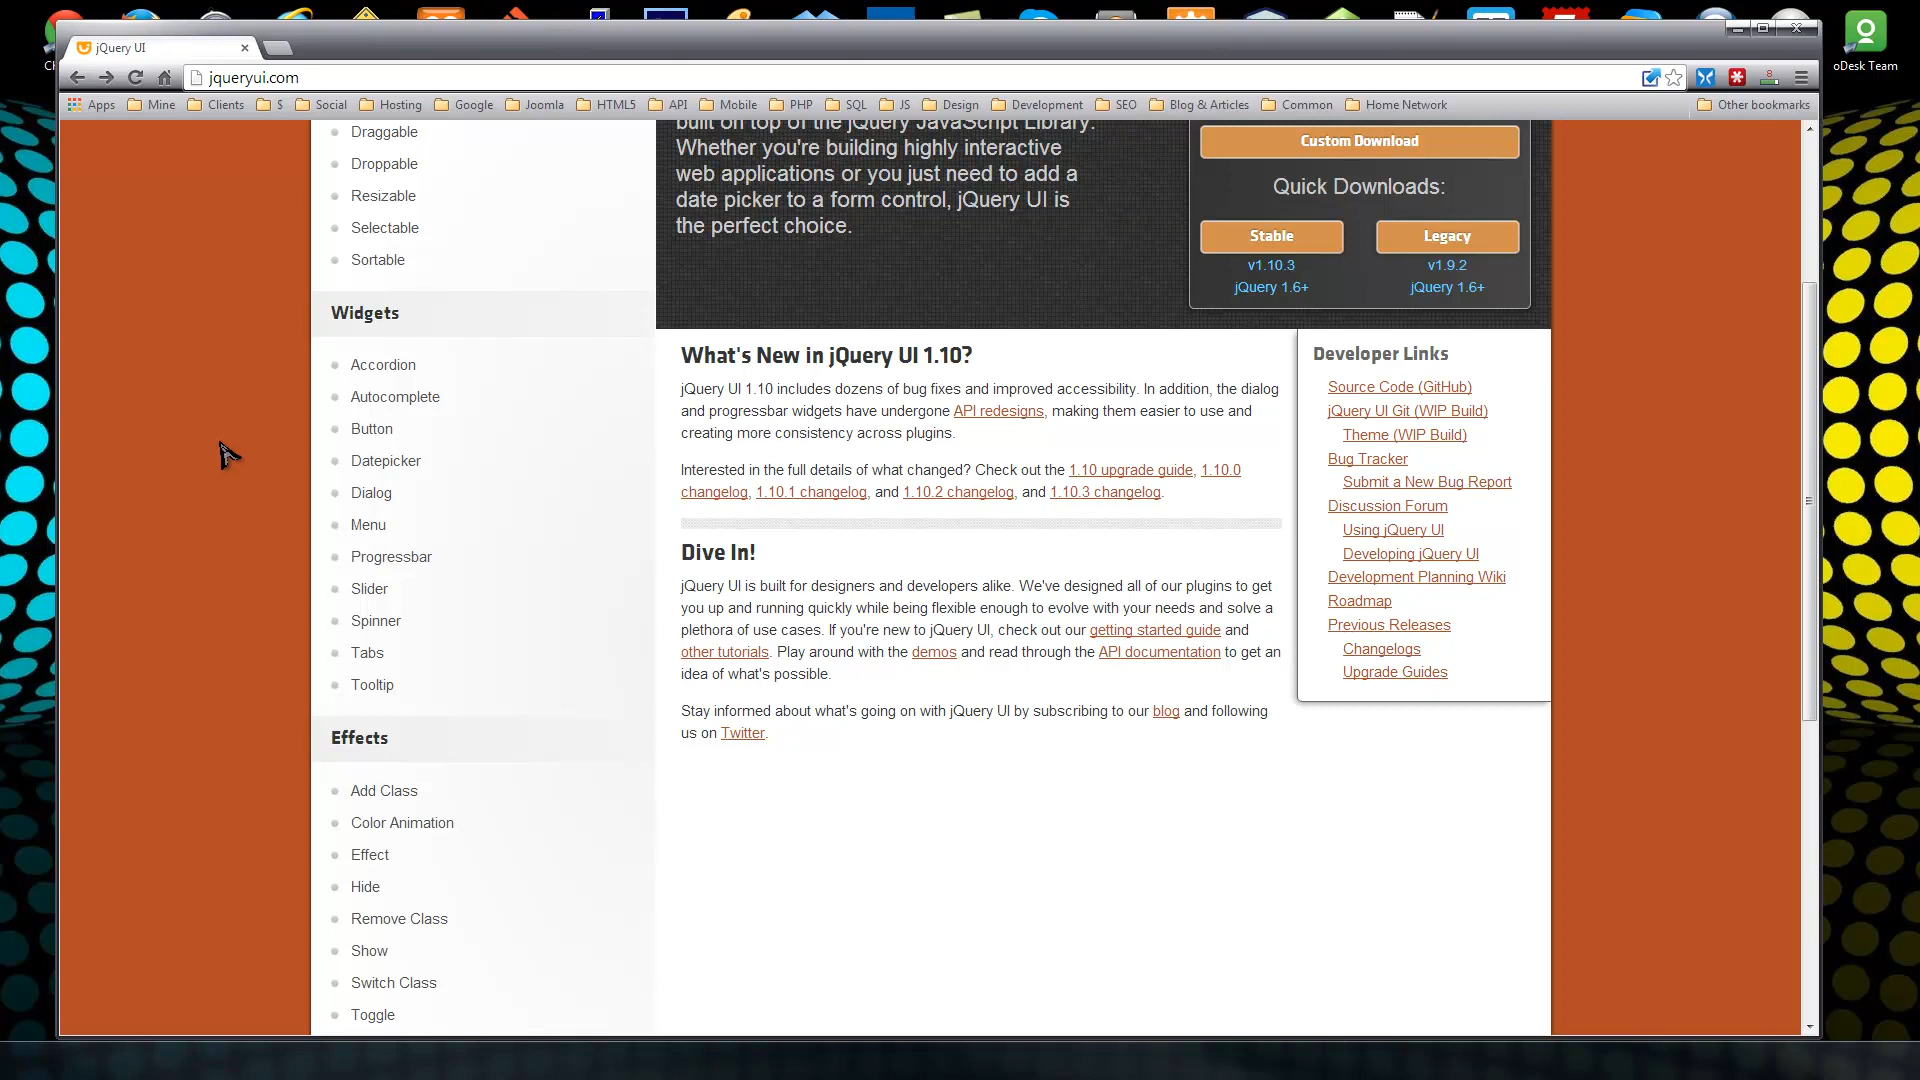 jQuery UI
oDesk Team
jqueryui.com
8
Apps Mine Clients $ Social Hosting Google Joomla HTML5 API Mobile PHP SQL JS Design Development SEO Blog & Articles Common Home Network Other bookmarks
Draggable
Droppable
Resizable
Selectable
Sortable
Widgets
Accordion
Autocomplete
Button
Datepicker
Dialog
Menu
Progressbar
Slider
Spinner
Tabs
Tooltip
Effects
Add Class
Color Animation
Effect
Hide
Remove Class
Show
Switch Class
Toggle
built on top of the jQuery JavaScript Library.
Whether you're building highly interactive
web applications or you just need to add a
date picker to a form control, jQuery UI is
the perfect choice.
Custom Download
Quick Downloads:
Stable
v1.10.3
jQuery 1.6+
Legacy
v1.9.2
jQuery 1.6+
What's New in jQuery UI 1.10?
jQuery UI 1.10 includes dozens of bug fixes and improved accessibility. In addition, the dialog
and progressbar widgets have undergone API redesigns, making them easier to use and
creating more consistency across plugins.
Interested in the full details of what changed? Check out the 1.10 upgrade guide, 1.10.0
changelog, 1.10.1 changelog, and 1.10.2 changelog, and 1.10.3 changelog.
Dive In!
jQuery UI is built for designers and developers alike. We've designed all of our plugins to get
you up and running quickly while being flexible enough to evolve with your needs and solve a
plethora of use cases. If you're new to jQuery UI, check out our getting started guide and
other tutorials. Play around with the demos and read through the API documentation to get an
idea of what's possible.
Stay informed about what's going on with jQuery UI by subscribing to our blog and following
us on Twitter.
Developer Links
Source Code (GitHub)
jQuery UI Git (WIP Build)
Theme (WIP Build)
Bug Tracker
Submit a New Bug Report
Discussion Forum
Using jQuery UI
Developing jQuery UI
Development Planning Wiki
Roadmap
Previous Releases
Changelogs
Upgrade Guides